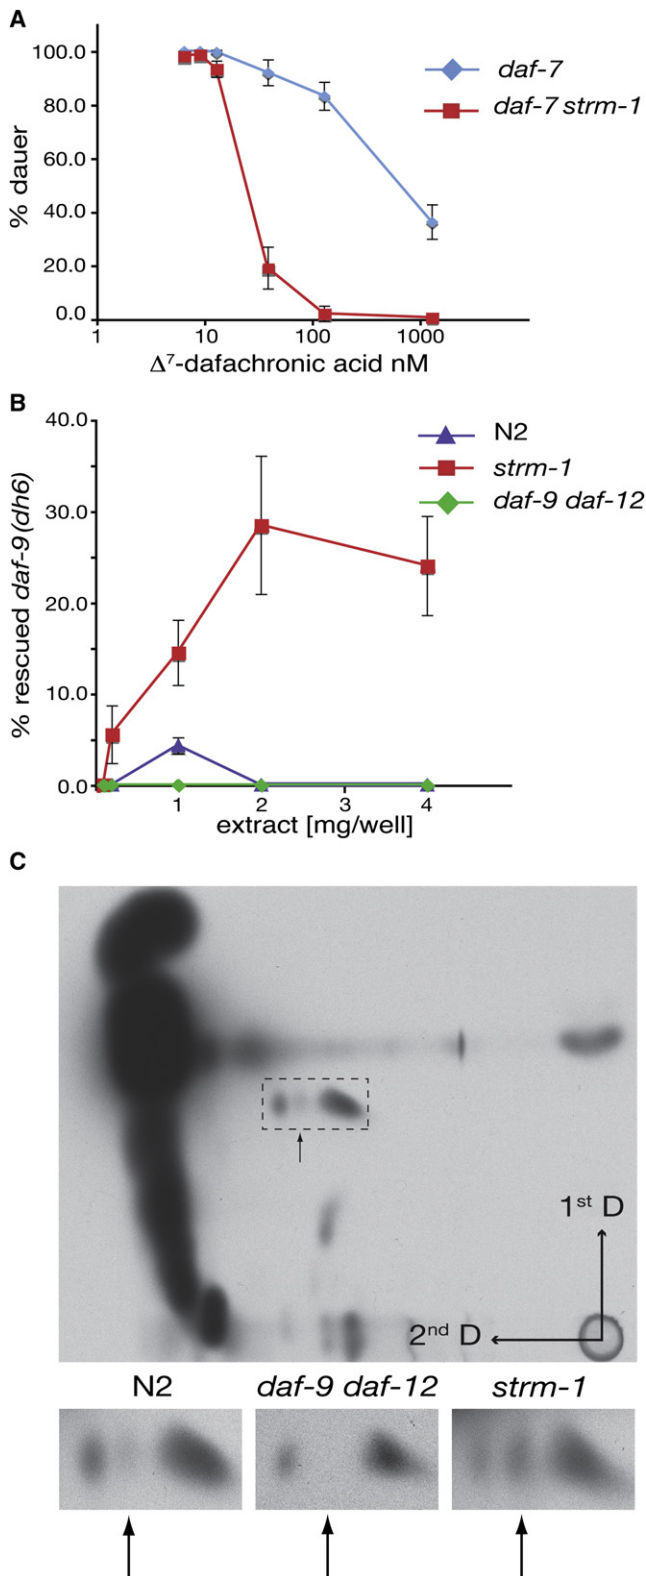 A
100.0
80.0
60.0
40.0
20.0
0.0
% dauer
1 10 100 1000
Δ⁷-dafachronic acid nM
daf-7
daf-7 strm-1
B
40.0
30.0
20.0
10.0
0.0
% rescued daf-9(dh6)
1 2 3 4
extract [mg/well]
N2
strm-1
daf-9 daf-12
C
1st D
2nd D
N2 daf-9 daf-12 strm-1